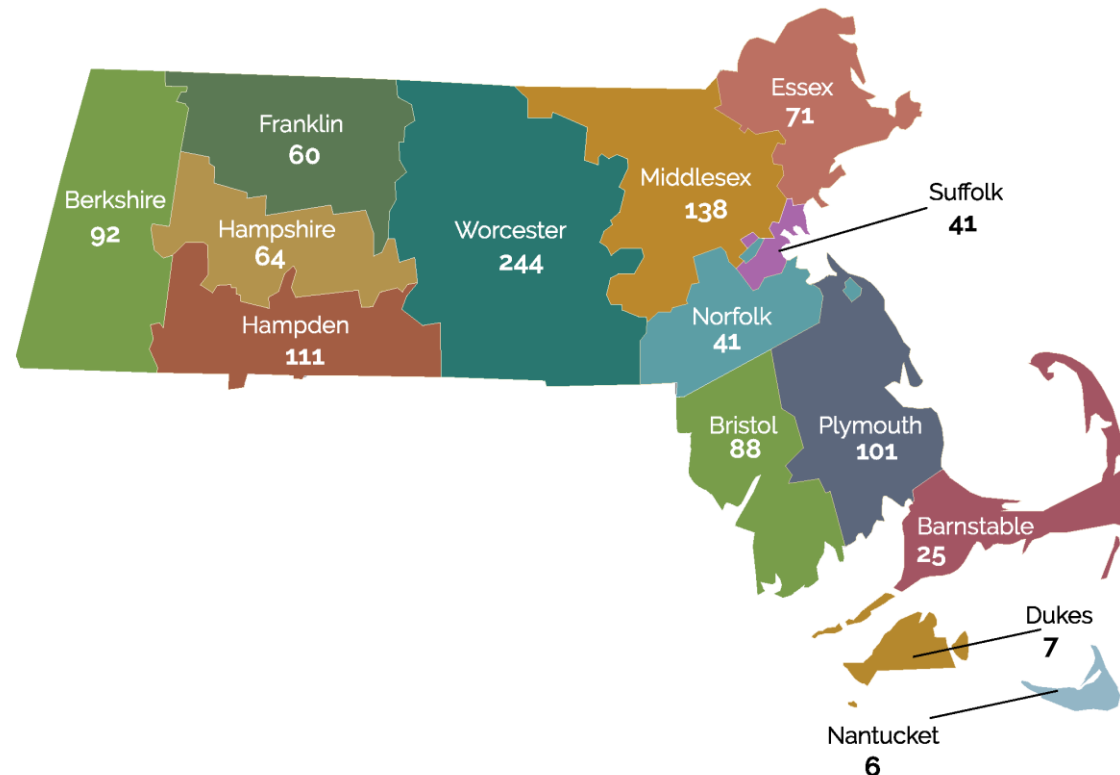 Essex
71
Franklin
60
Middlesex
138
Suffolk
41
Berkshire
92
Hampshire
64
Worcester
244
Hampden
111
Norfolk
41
Bristol
88
Plymouth
101
Barnstable
25
Dukes
7
Nantucket
6